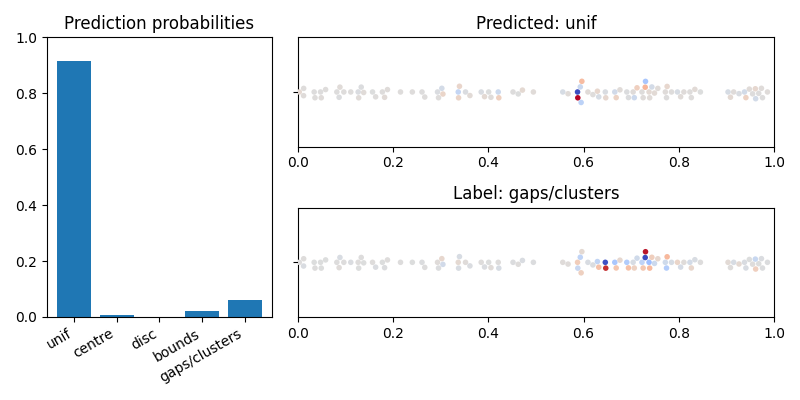 Prediction probabilities
1.0
0.8
0.6
0.4
0.2
0.0
unif
centre
disc
bounds
gaps/clusters
Predicted: unif
0.0 0.2 0.4 0.6 0.8 1.0
Label: gaps/clusters
0.0 0.2 0.4 0.6 0.8 1.0